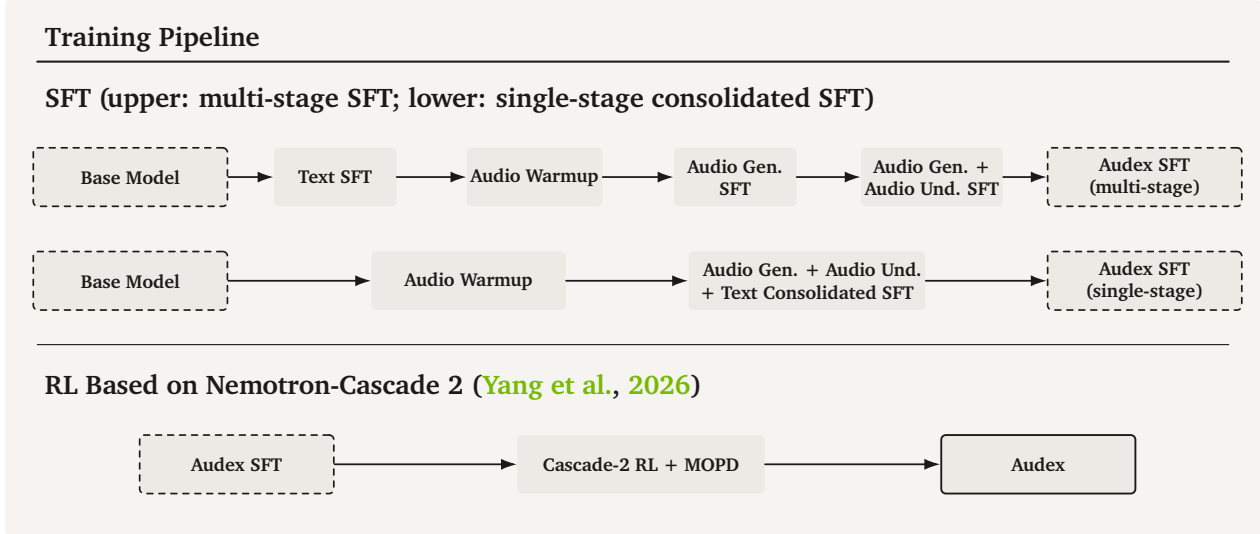 Training Pipeline
SFT (upper: multi-stage SFT; lower: single-stage consolidated SFT)
Base Model
Text SFT
Audio Warmup
Audio Gen.
SFT
Audio Gen. +
Audio Und. SFT
Audex SFT
(multi-stage)
Base Model
Audio Warmup
Audio Gen. + Audio Und.
+ Text Consolidated SFT
Audex SFT
(single-stage)
RL Based on Nemotron-Cascade 2 (Yang et al., 2026)
Audex SFT
Cascade-2 RL + MOPD
Audex